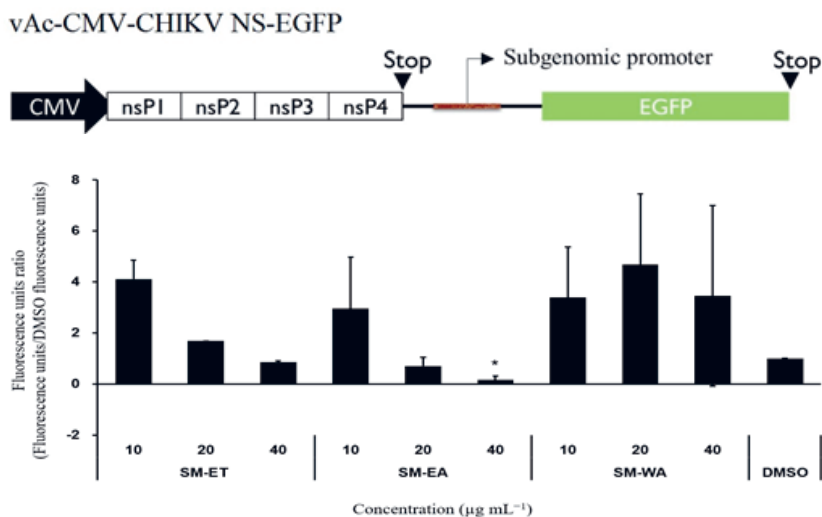 vAc-CMV-CHIKV NS-EGFP
Stop
Subgenomic promoter
Stop
CMV nsP1 nsP2 nsP3 nsP4 EGFP
Fluorescence units ratio
(Fluorescence units/DMSO fluorescence units)
8
6
4
2
0
-2
*
10 20 40 10 20 40 10 20 40
SM-ET SM-EA SM-WA DMSO
Concentration (µg mL⁻¹)